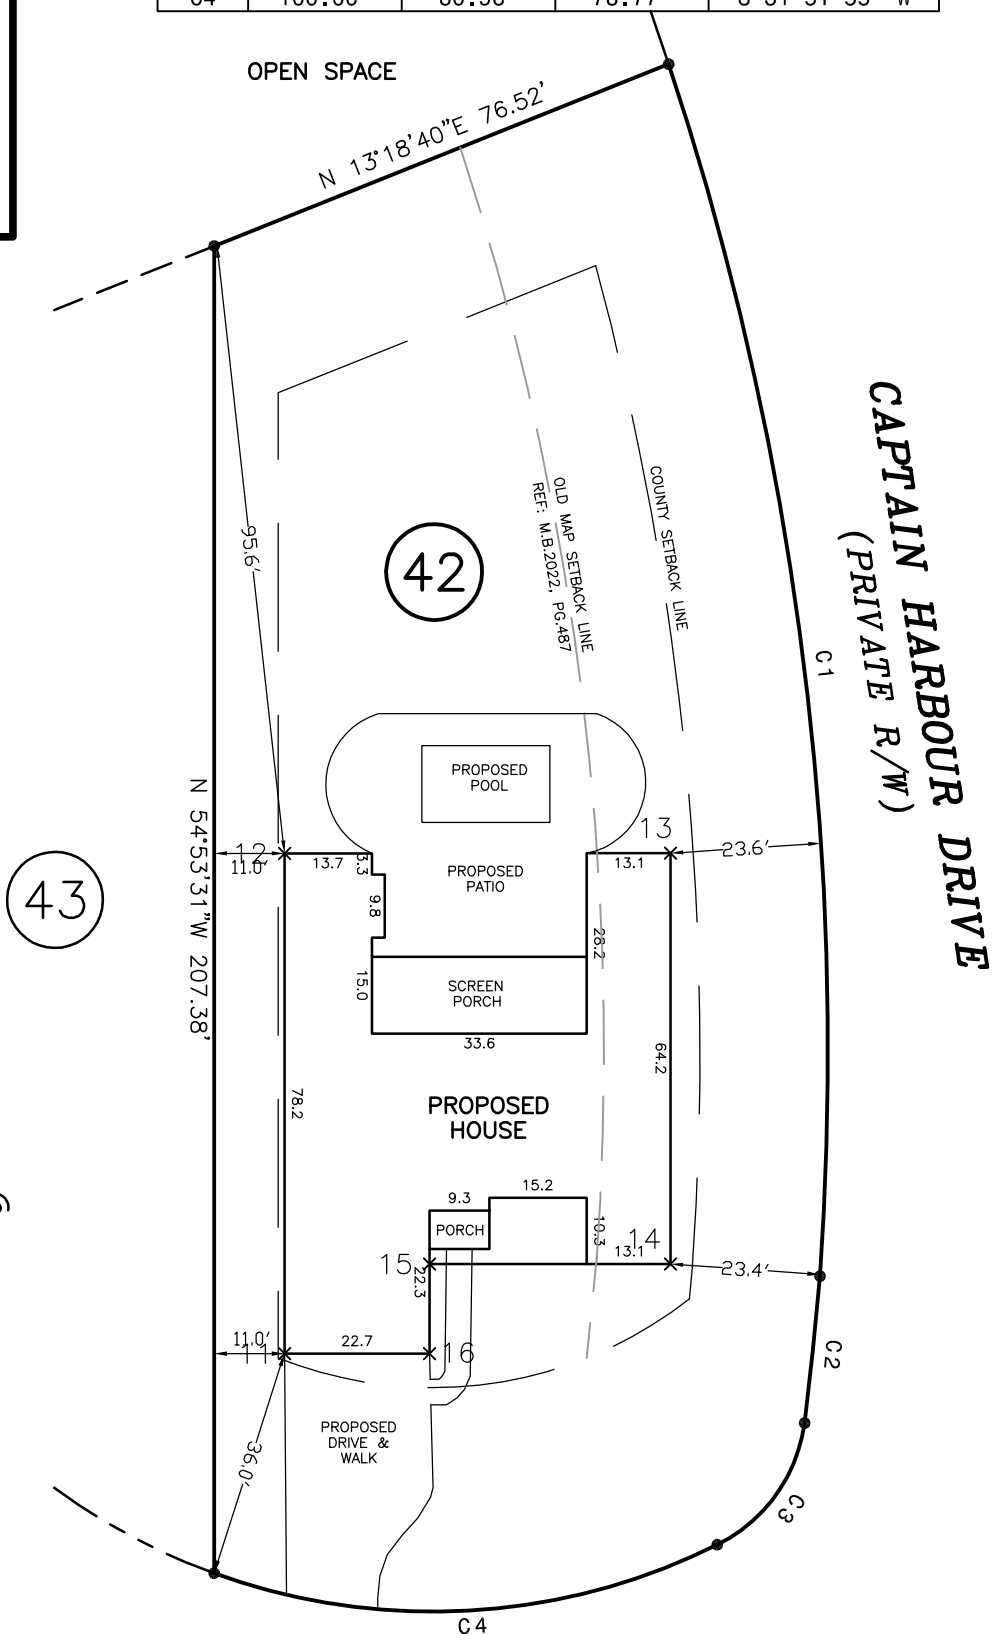 OPEN SPACE
N 13°18'40"E 76.52'
CAPTAIN HARBOUR DRIVE
(PRIVATE R/W)
C1
COUNTY SETBACK LINE
OLD MAP SETBACK LINE
REF: M.B.2022, PG.487
95.6'
42
43
N 54°53'31"W 207.38'
PROPOSED
POOL
13
12
11.0'
13.7
3.3
9.8
PROPOSED
PATIO
13.1
23.6'
28.2
15.0
SCREEN
PORCH
33.6
64.2
78.2
PROPOSED
HOUSE
9.3
15.2
PORCH
10.3
13.1
14
15
22.3
23.4'
11.0'
11
22.7
16
C2
PROPOSED
DRIVE &
WALK
36.0'
C3
C4